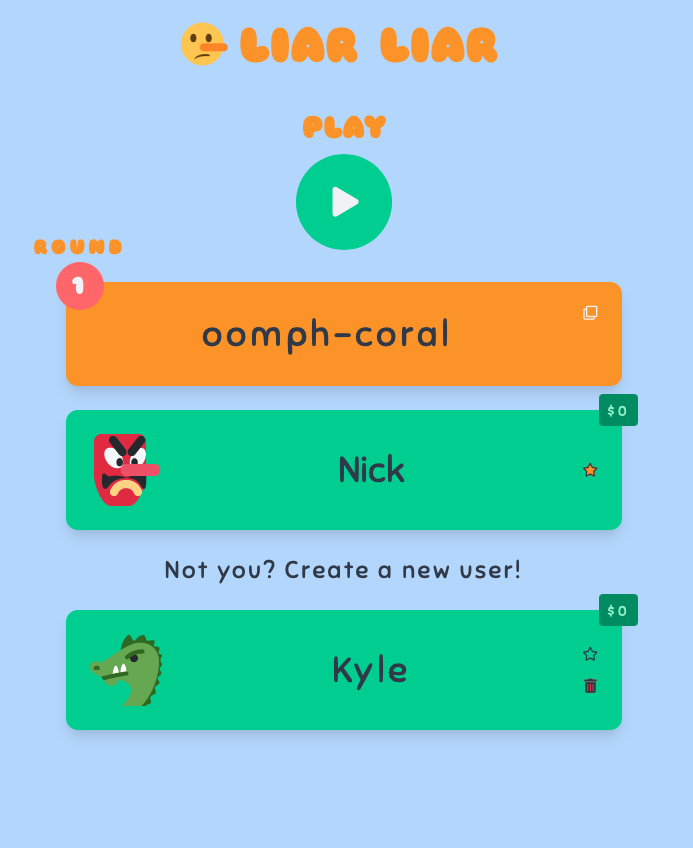 LIAR LIAR
PLAY
ROUND
1
oomph-coral
$0
Nick
Not you? Create a new user!
$0
Kyle